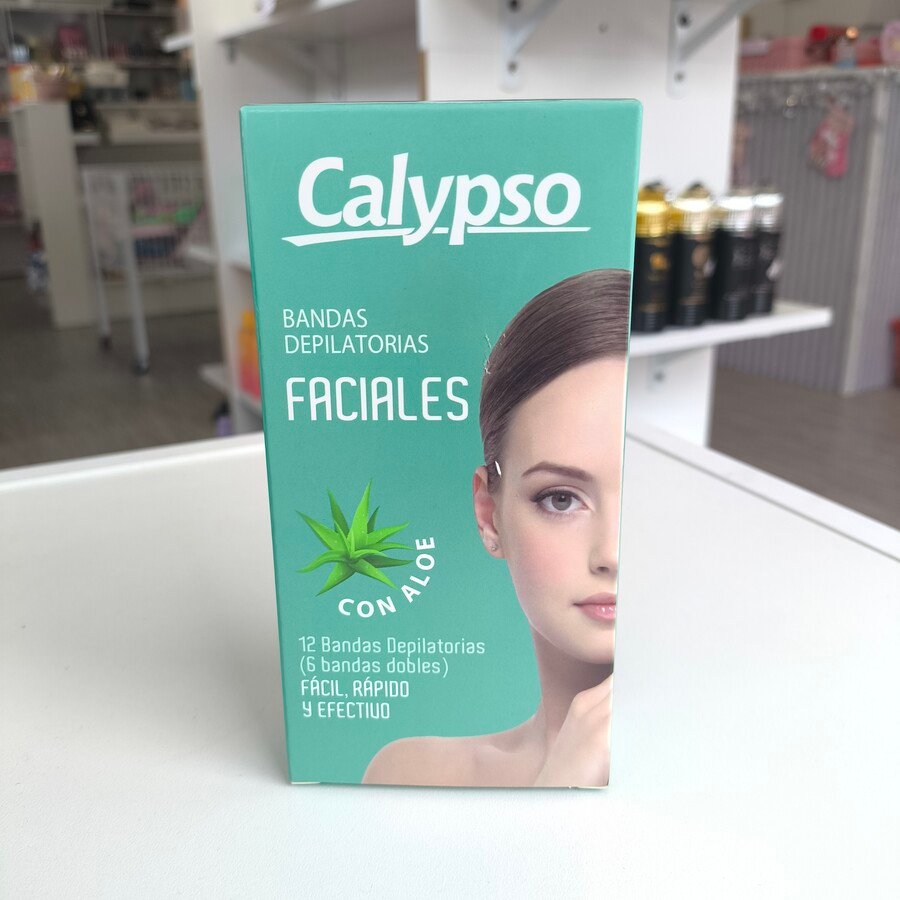 Calypso
BANDAS
DEPILATORIAS
FACIALES
CON ALOE
12 Bandas Depilatorias
(6 bandas dobles)
FÁCIL, RÁPIDO
Y EFECTIVO